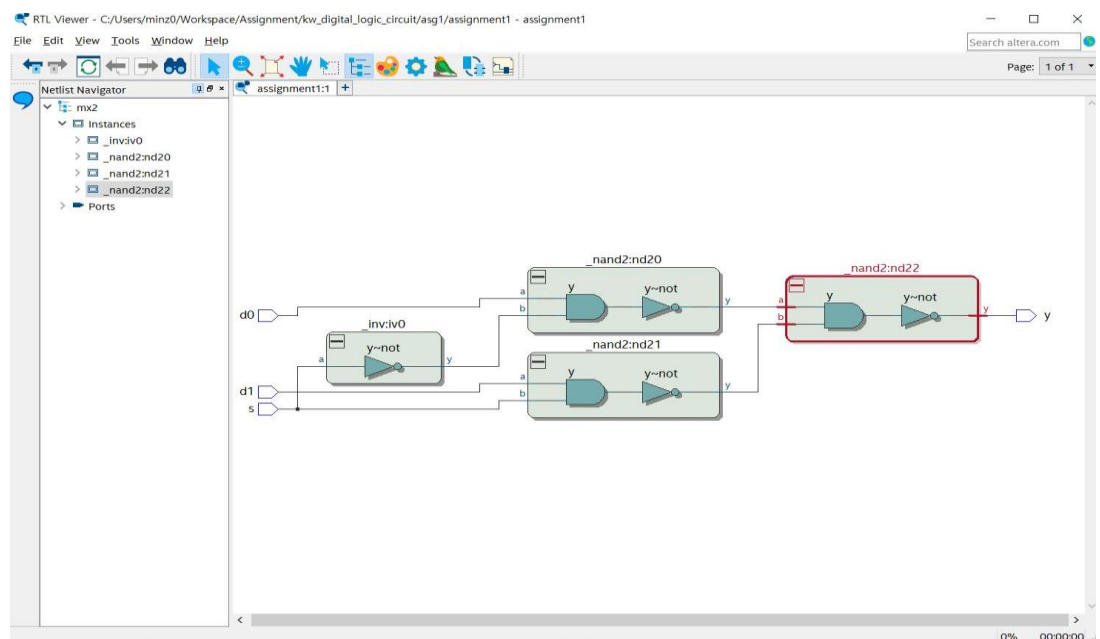 RTL Viewer - C:/Users/minz0/Workspace/Assignment/kw_digital_logic_circuit/asg1/assignment1 - assignment1
File Edit View Tools Window Help
Search altera.com
Page: 1 of 1
Netlist Navigator
assignment1:1
mx2
Instances
_inv:iv0
_nand2:nd20
_nand2:nd21
_nand2:nd22
Ports
_nand2:nd20
a
b
y
y~not
y
_nand2:nd22
a
b
y
y~not
y
y
d0
_inv:iv0
a
y~not
y
_nand2:nd21
a
b
y
y~not
y
d1
s
0% 00:00:00